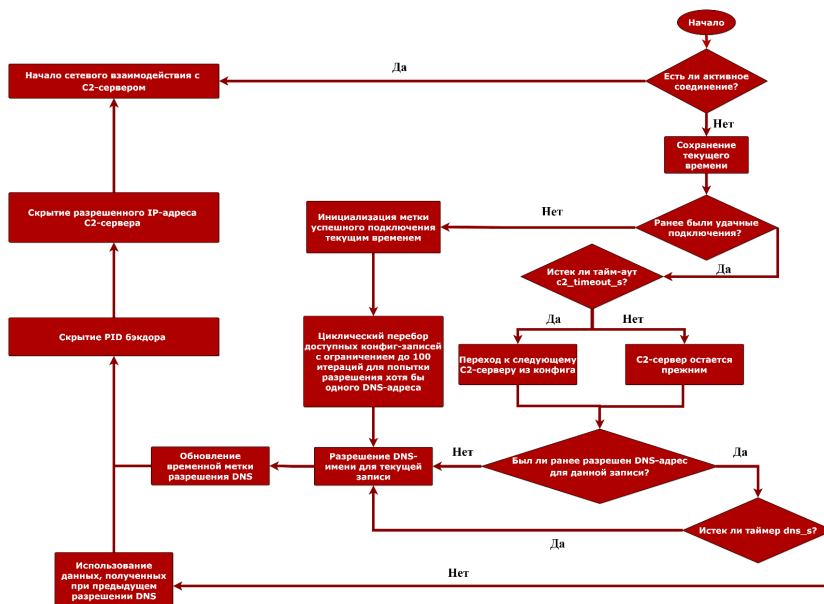 Начало
Есть ли активное
соединение?
Да
Начало сетевого взаимодействия с
C2-сервером
Нет
Сохранение
текущего
времени
Ранее были удачные
подключения?
Нет
Инициализация метки
успешного подключения
текущим временем
Да
Истек ли тайм-аут
c2_timeout_s?
Да
Нет
Переход к следующему
C2-серверу из конфига
C2-сервер остается
прежним
Циклический перебор
доступных конфиг-записей
с ограничением до 100
итераций для попытки
разрешения хотя бы
одного DNS-адреса
Был ли ранее разрешен DNS-адрес
для данной записи?
Нет
Да
Разрешение DNS-
имени для текущей
записи
Истек ли таймер dns_s?
Да
Нет
Обновление
временной метки
разрешения DNS
Использование
данных, полученных
при предыдущем
разрешении DNS
Скрытие PID бэкдора
Скрытие разрешенного IP-адреса
C2-сервера